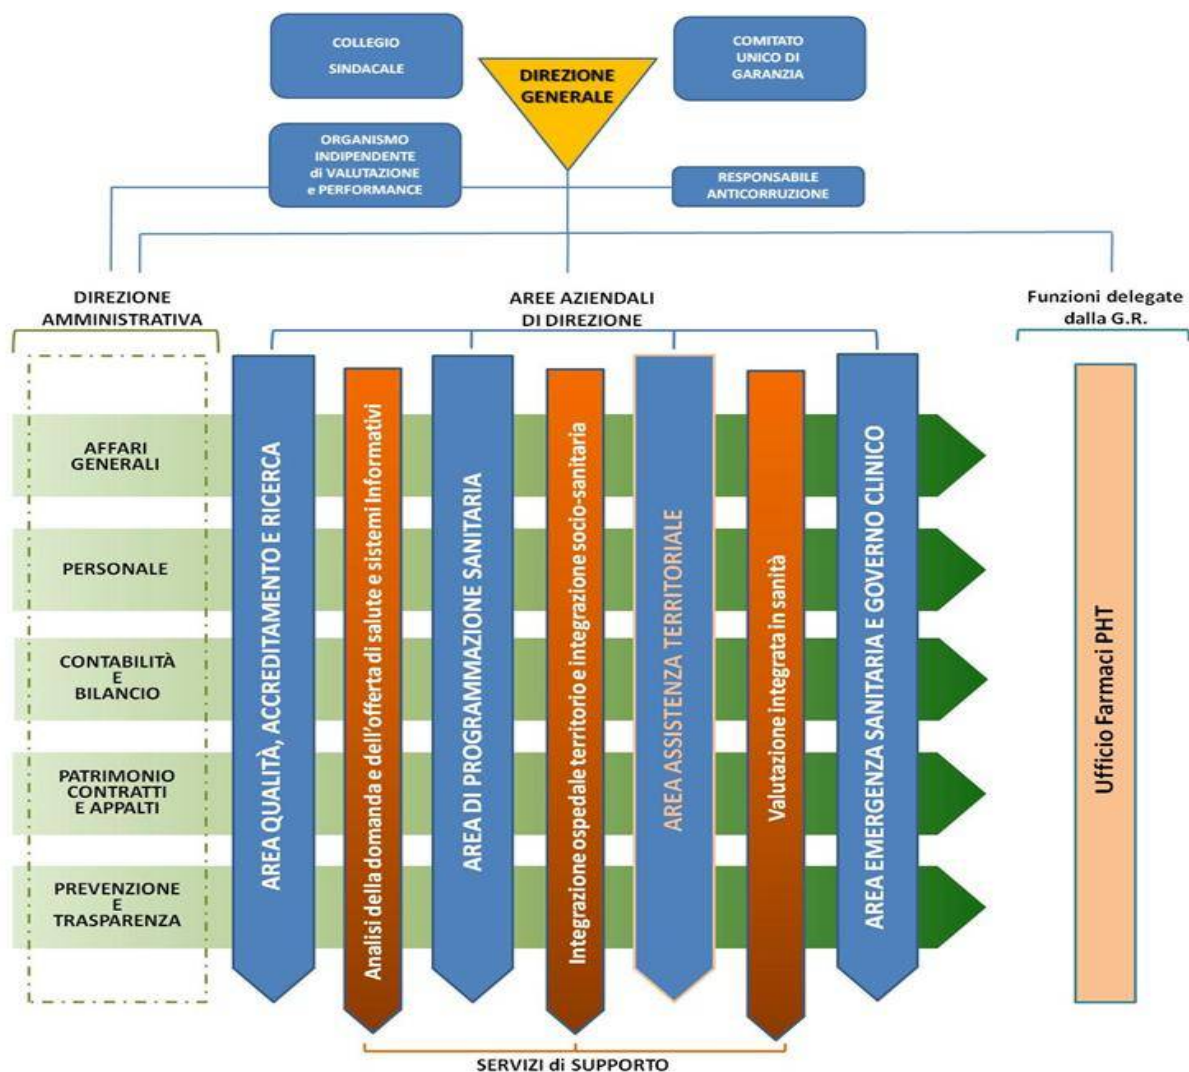 COLLEGIO
SINDACALE
DIREZIONE
GENERALE
COMITATO
UNICO DI
GARANZIA
ORGANISMO
INDIPENDENTE
di VALUTAZIONE
e PERFORMANCE
RESPONSABILE
ANTICORRUZIONE
DIREZIONE
AMMINISTRATIVA
AREE AZIENDALI
DI DIREZIONE
Funzioni delegate
dalla G.R.
AFFARI
GENERALI
PERSONALE
CONTABILITÀ
E
BILANCIO
PATRIMONIO
CONTRATTI
E APPALTI
PREVENZIONE
E
TRASPARENZA
AREA QUALITÀ, ACCREDITAMENTO E RICERCA
Analisi della domanda e dell'offerta di salute e sistemi Informativi
AREA DI PROGRAMMAZIONE SANITARIA
Integrazione ospedale territorio e integrazione socio-sanitaria
AREA ASSISTENZA TERRITORIALE
Valutazione integrata in sanità
AREA EMERGENZA SANITARIA E GOVERNO CLINICO
Ufficio Farmaci PHT
SERVIZI di SUPPORTO